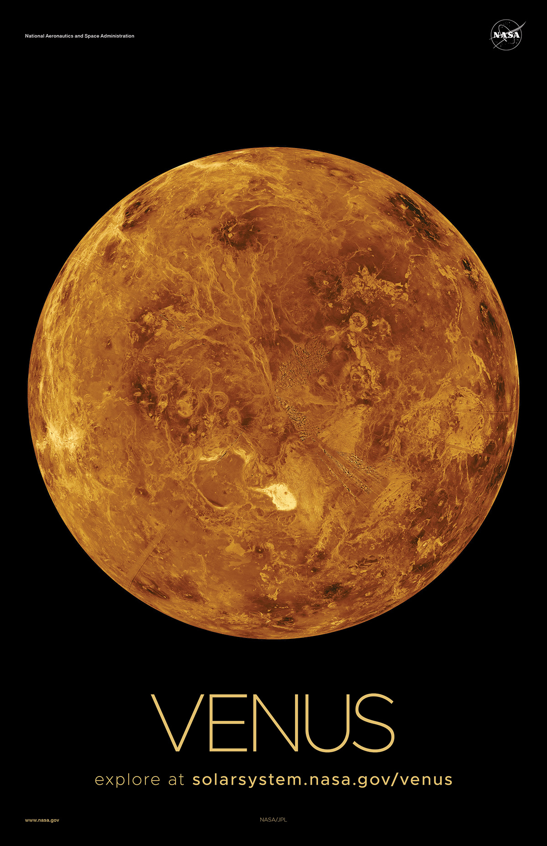 National Aeronautics and Space Administration
NASA
VENUS
explore at solarsystem.nasa.gov/venus
www.nasa.gov
NASA/JPL